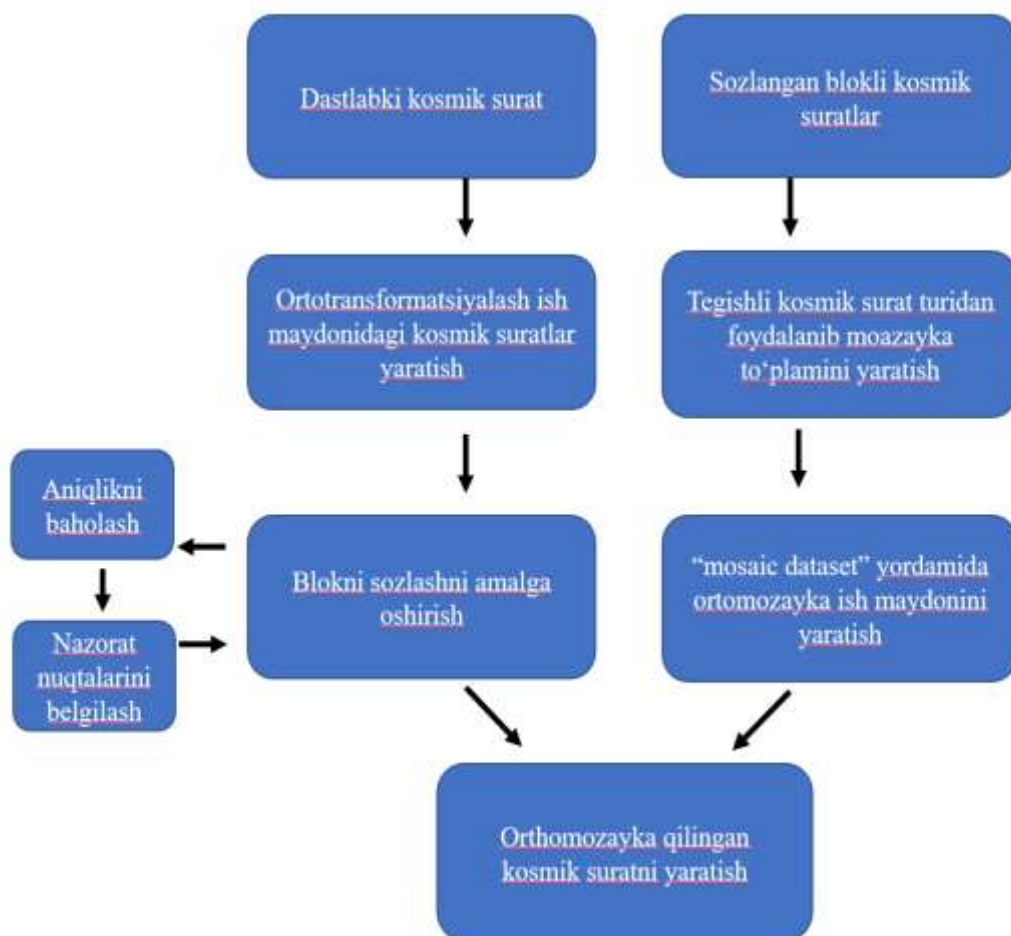 Dastlabki kosmik surat
Sozlangan blokli kosmik
suratlar
Ortotransformatsiyalash ish
maydonidagi kosmik suratlar
yaratish
Tegishli kosmik surat turidan
foydalanib moazayka
to‘plamini yaratish
Aniqlikni
baholash
Nazorat
nuqtalarini
belgilash
Blokni sozlashni amalga
oshirish
“mosaic dataset” yordamida
ortomozayka ish maydonini
yaratish
Orthomozayka qilingan
kosmik suratni yaratish